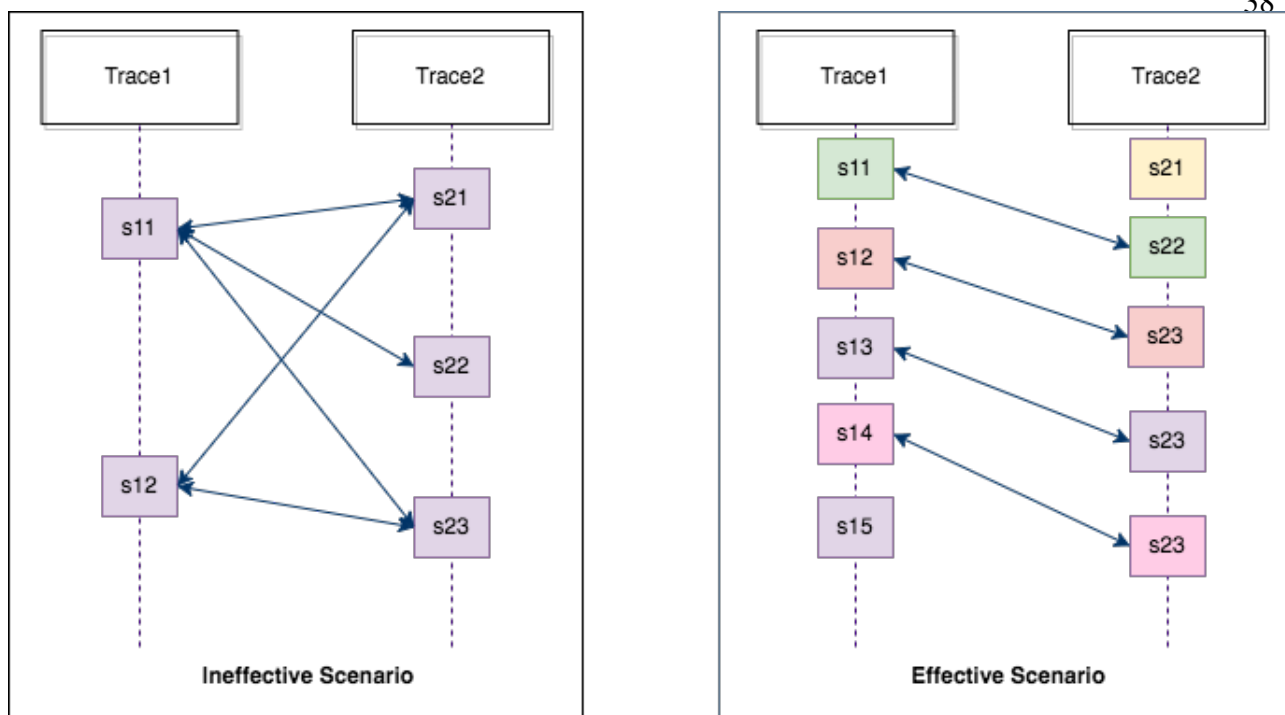 38
Trace1
Trace2
s11
s21
s22
s12
s23
Ineffective Scenario
Trace1
Trace2
s11
s21
s12
s22
s13
s23
s14
s23
s15
s23
Effective Scenario